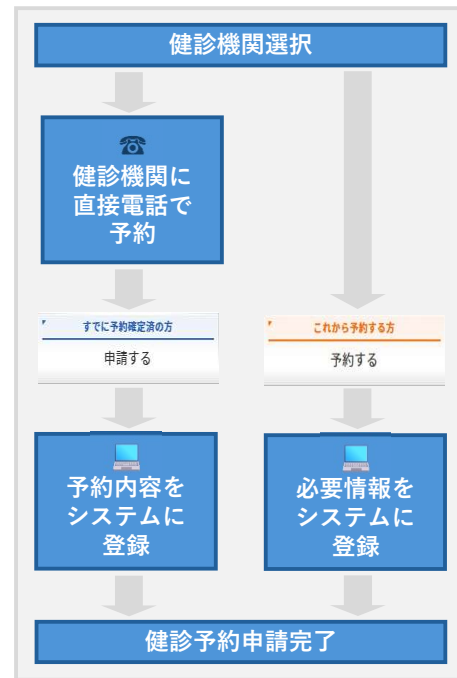 健診機関選択
健診機関に
直接電話で
予約
すでに予約確定済の方
申請する
これから予約する方
予約する
予約内容を
システムに
登録
必要情報を
システムに
登録
健診予約申請完了